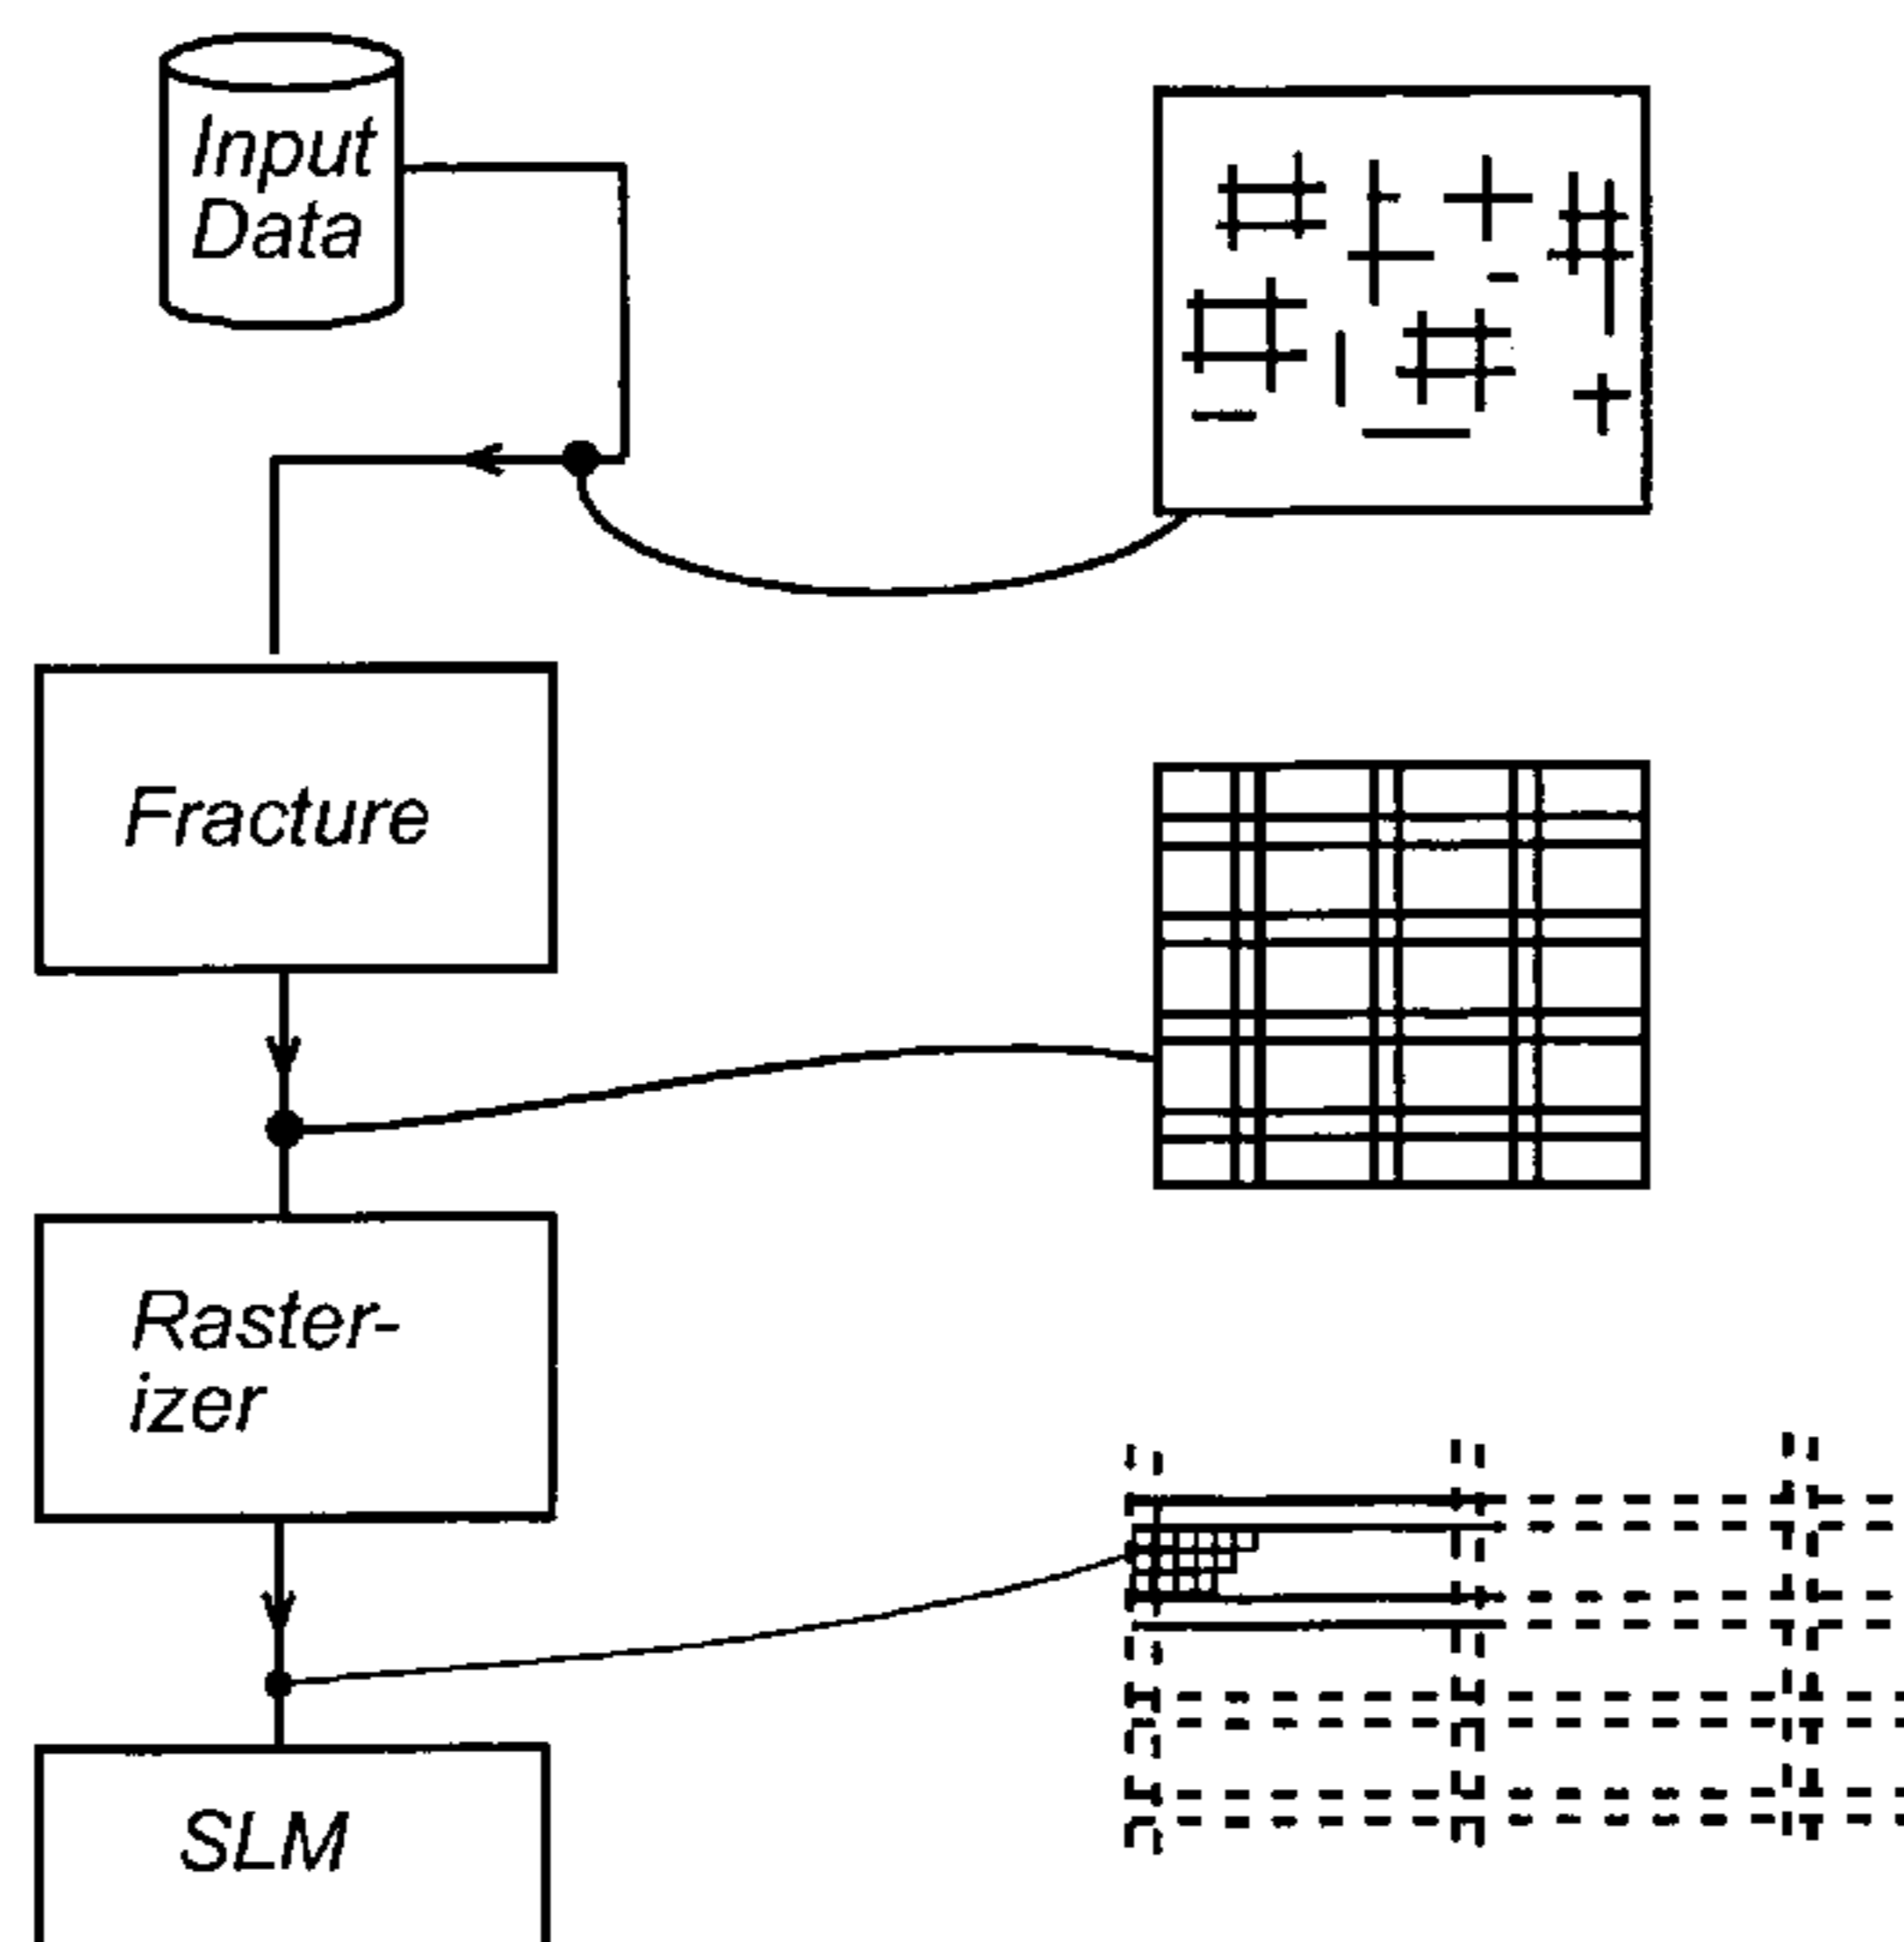 Input
Data
Fracture
Raster-
izer
SLM